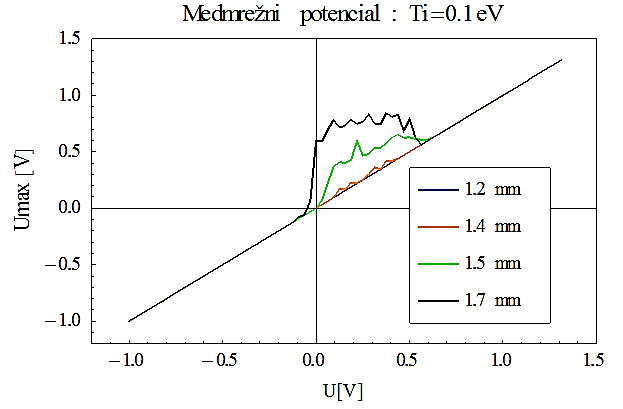 Medmrežni potencial : Ti=0.1 eV
Umax [V]
1.5
1.0
0.5
0.0
−0.5
−1.0
1.2 mm
1.4 mm
1.5 mm
1.7 mm
−1.0 −0.5 0.0 0.5 1.0 1.5
U[V]